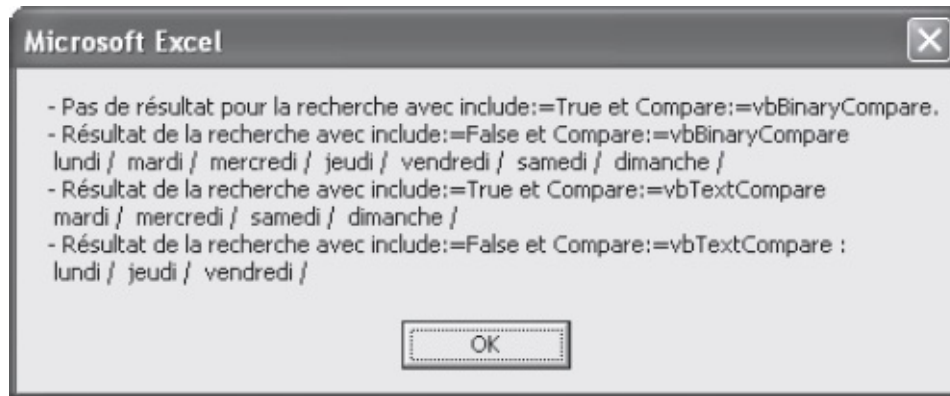 Microsoft Excel
- Pas de résultat pour la recherche avec include:=True et Compare:=vbBinaryCompare.
- Résultat de la recherche avec include:=False et Compare:=vbBinaryCompare
lundi / mardi / mercredi / jeudi / vendredi / samedi / dimanche /
- Résultat de la recherche avec include:=True et Compare:=vbTextCompare
mardi / mercredi / samedi / dimanche /
- Résultat de la recherche avec include:=False et Compare:=vbTextCompare :
lundi / jeudi / vendredi /
OK